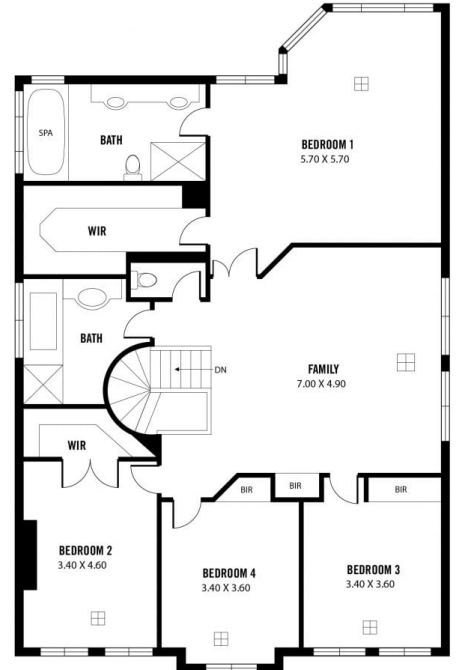 SPA
BATH
BEDROOM 1
5.70 X 5.70
WIR
BATH
DN
FAMILY
7.00 X 4.90
WIR
BIR
BIR
BIR
BEDROOM 2
3.40 X 4.60
BEDROOM 4
3.40 X 3.60
BEDROOM 3
3.40 X 3.60